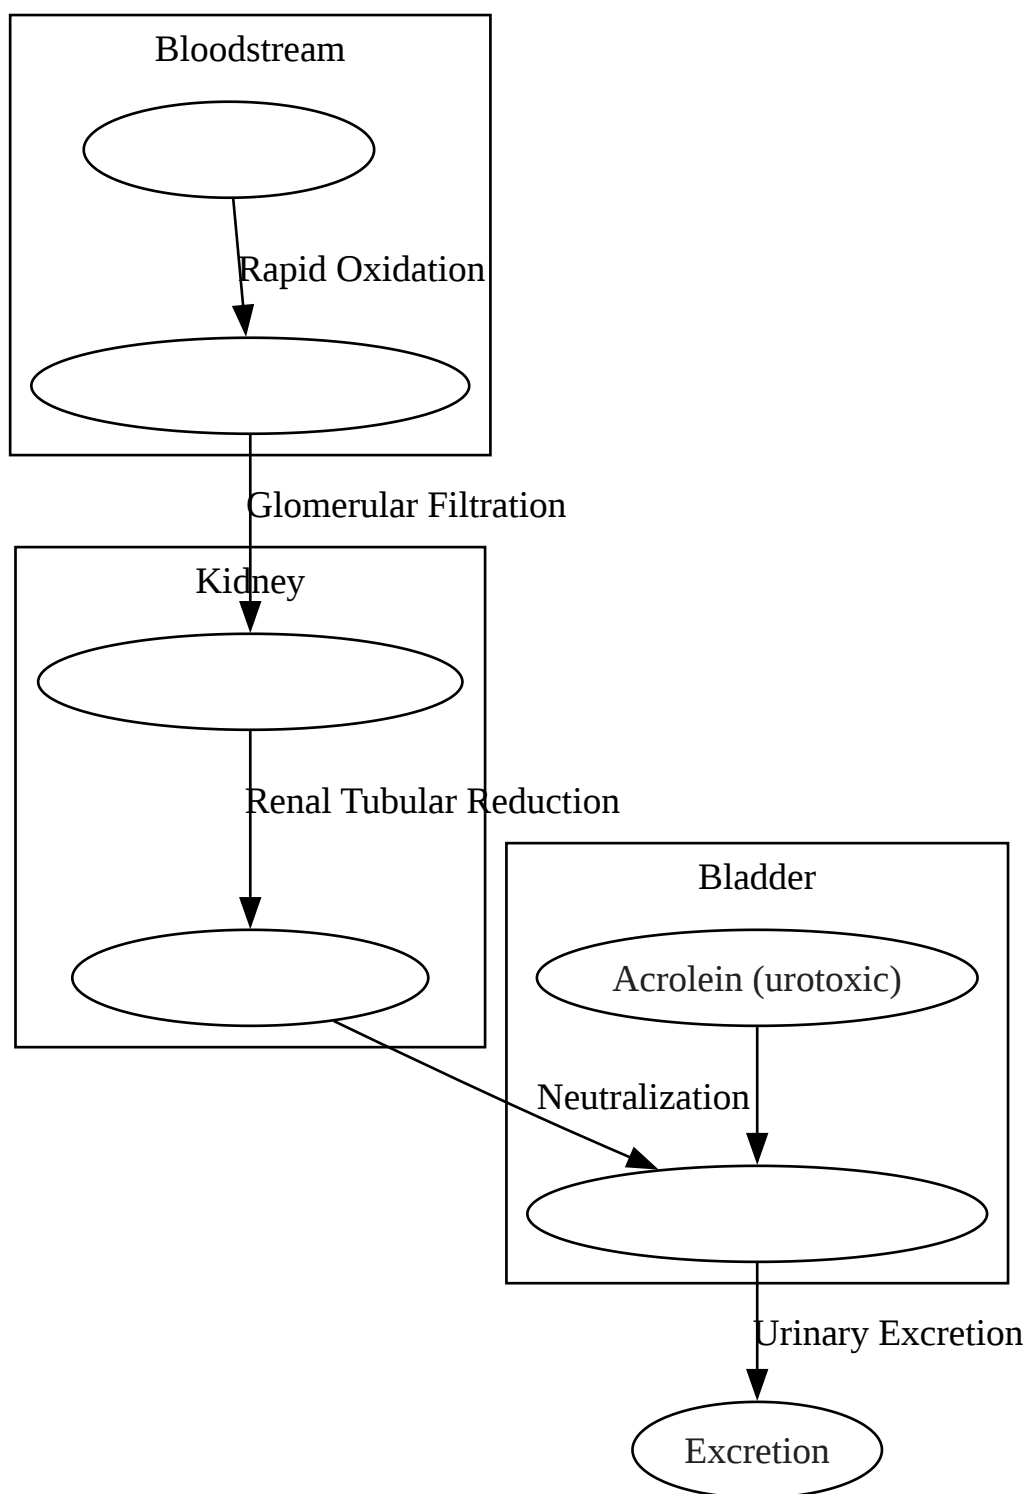 Bloodstream
Rapid Oxidation
Glomerular Filtration
Kidney
Renal Tubular Reduction
Bladder
Acrolein (urotoxic)
Neutralization
Urinary Excretion
Excretion